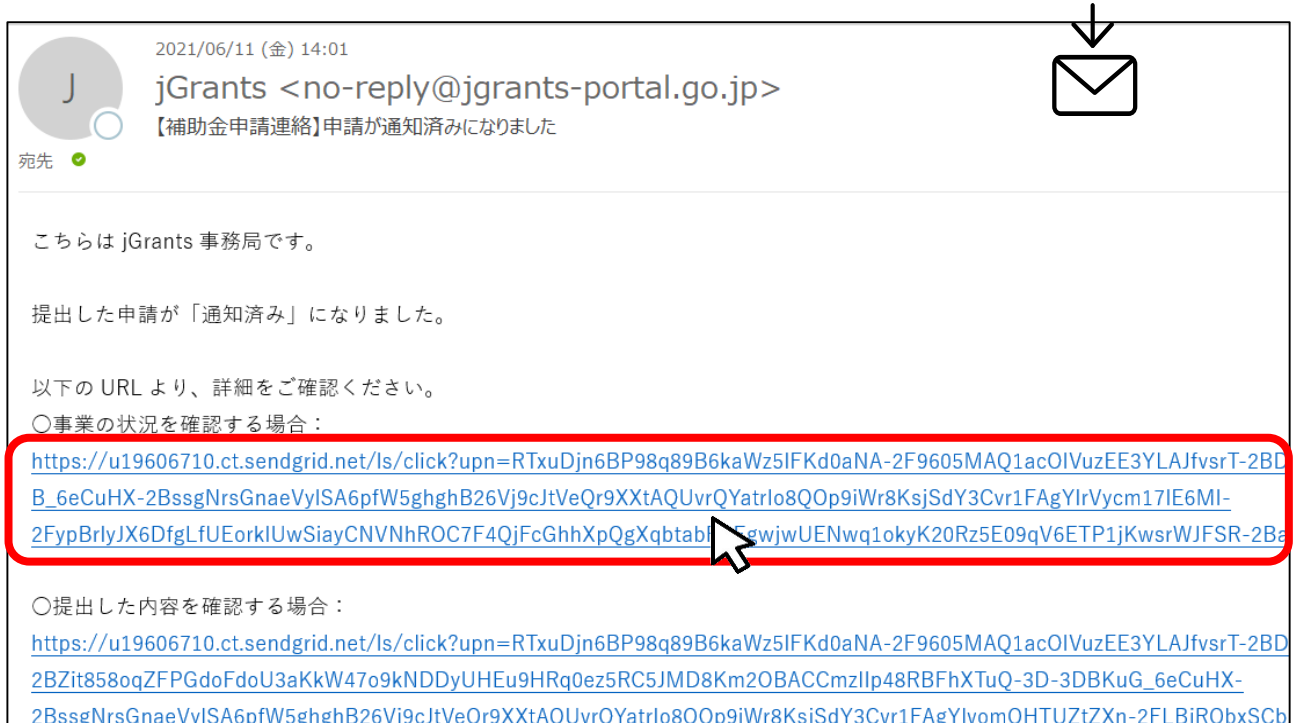 2021/06/11 (金) 14:01
J
jGrants <no-reply@jgrants-portal.go.jp>
【補助金申請連絡】申請が通知済みになりました
宛先
こちらは jGrants 事務局です。
提出した申請が「通知済み」になりました。
以下の URL より、詳細をご確認ください。
〇事業の状況を確認する場合：
https://u19606710.ct.sendgrid.net/ls/click?upn=RTxuDjn6BP98q89B6kaWz5IFKd0aNA-2F9605MAQ1acOIVuzEE3YLAJfvsrT-2BD
B_6eCuHX-2BssgNrsGnaeVylSA6pfW5ghghB26Vj9cJtVeQr9XXtAQUvrQYatrIo8QOp9iWr8KsjSdY3Cvr1FAgYIrVycm17lE6MI-
2FypBrlyJX6DfgLfUEorkIUwSiayCNVNhROC7F4QjFcGhhXpQgXqbtab gwjwUENwq1okyK20Rz5E09qV6ETP1jKwsrWJFSR-2Ba
〇提出した内容を確認する場合：
https://u19606710.ct.sendgrid.net/ls/click?upn=RTxuDjn6BP98q89B6kaWz5IFKd0aNA-2F9605MAQ1acOIVuzEE3YLAJfvsrT-2BD
2BZit858oqZFPGdoFdoU3aKkW47o9kNDDyUHEu9HRq0ez5RC5JMD8Km2OBACCmzIlp48RBFhXTuQ-3D-3DBKuG_6eCuHX-
2BssgNrsGnaeVylSA6pfW5ghghB26Vj9cJtVeQr9XXtAQUvrQYatrIo8QOp9iWr8KsjSdY3Cvr1FAgYIvomOHTUZtZXn-2FLBjRObxSCb